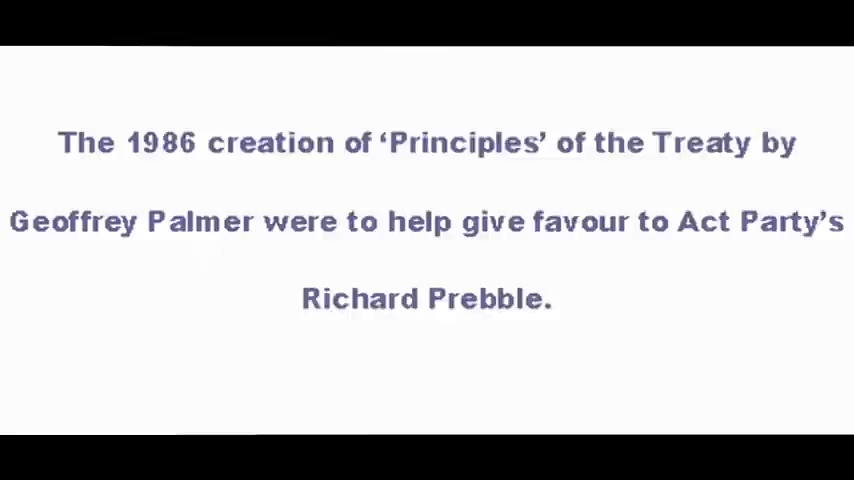 The 1986 creation of ‘Principles’ of the Treaty by
Geoffrey Palmer were to help give favour to Act Party’s
Richard Prebble.